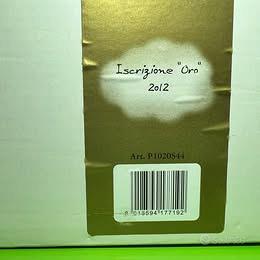 Iscrizione "Oro"
2012
Art. P1020S44
8 018594 177192